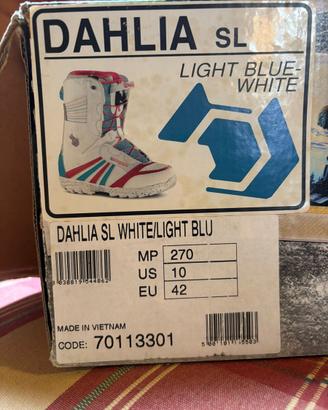 DAHLIA SL
LIGHT BLUE-
WHITE
DAHLIA SL WHITE/LIGHT BLU
MP 270
US 10
EU 42
MADE IN VIETNAM
CODE: 70113301